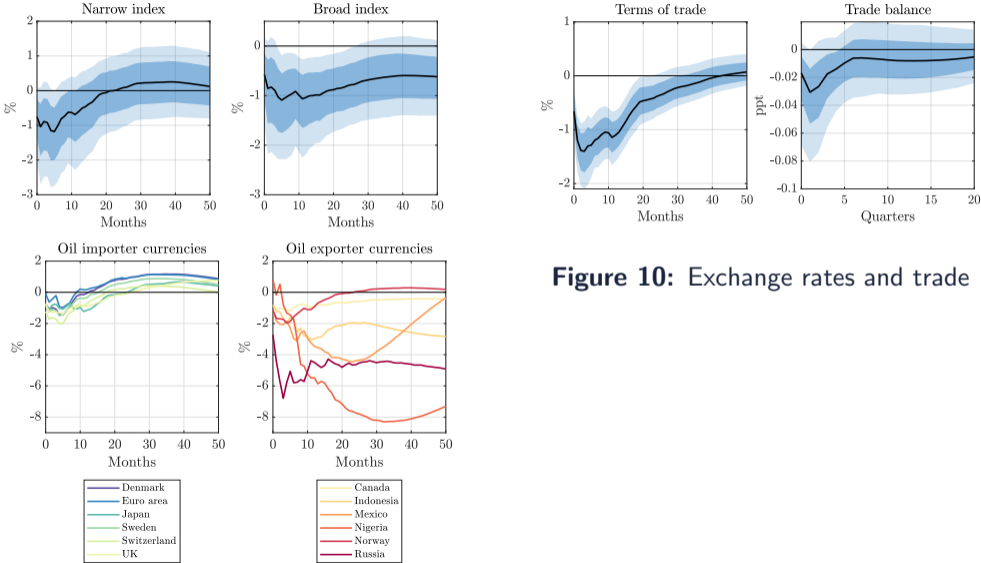 Narrow index
2
1
0
-1
-2
-3
%
0 10 20 30 40 50
Months
Broad index
0
-1
-2
-3
%
0 10 20 30 40 50
Months
Terms of trade
1
0
-1
-2
%
0 10 20 30 40 50
Months
Trade balance
0
-0.02
-0.04
-0.06
-0.08
-0.1
ppt
0 5 10 15 20
Quarters
Oil importer currencies
2
0
-2
-4
-6
-8
%
0 10 20 30 40 50
Months
Denmark
Euro area
Japan
Sweden
Switzerland
UK
Oil exporter currencies
2
0
-2
-4
-6
-8
%
0 10 20 30 40 50
Months
Canada
Indonesia
Mexico
Nigeria
Norway
Russia
Figure 10: Exchange rates and trade